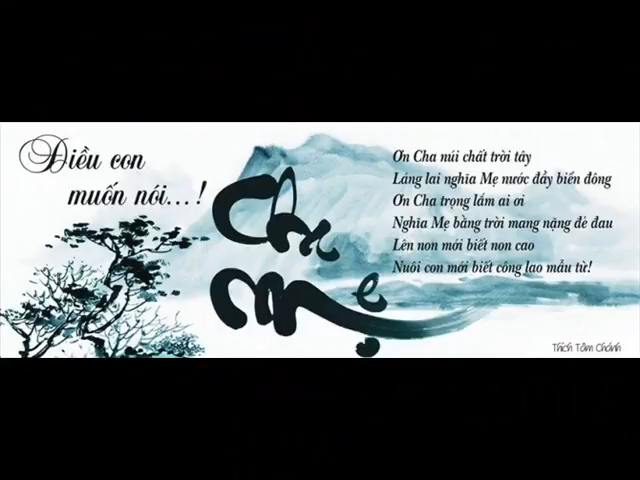 Điều con
muốn nói...!
Cha
Mẹ
Ơn Cha núi chất trời tây
Láng lai nghĩa Mẹ nước đầy biển đông
Ơn Cha trọng lắm ai ơi
Nghĩa Mẹ bằng trời mang nặng đẻ đau
Lên non mới biết non cao
Nuôi con mới biết công lao mẫu từ!
Thích Tâm Chánh